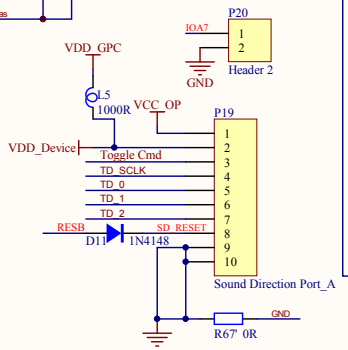 P20
IOA7
1
2
Header 2
GND
VDD_GPC
L5
1000R
VCC_OP
P19
VDD_Device
1
2
Toggle Cmd
3
TD_SCLK
4
TD_0
5
TD_1
6
TD_2
7
RESB
SD_RESET
8
D11
1N4148
9
10
Sound Direction Port_A
GND
R67' 0R